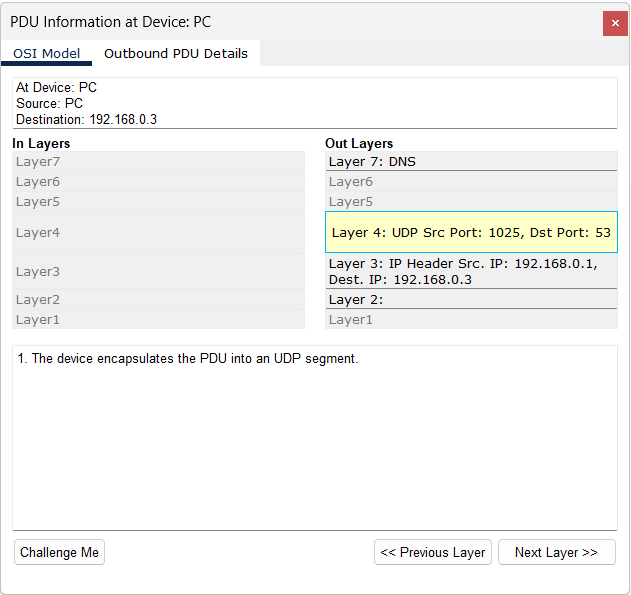 PDU Information at Device: PC
×
OSI Model Outbound PDU Details
At Device: PC
Source: PC
Destination: 192.168.0.3
In Layers
Layer7
Layer6
Layer5
Layer4
Layer3
Layer2
Layer1
Out Layers
Layer 7: DNS
Layer6
Layer5
Layer 4: UDP Src Port: 1025, Dst Port: 53
Layer 3: IP Header Src. IP: 192.168.0.1,
Dest. IP: 192.168.0.3
Layer 2:
Layer1
1. The device encapsulates the PDU into an UDP segment.
Challenge Me << Previous Layer Next Layer >>